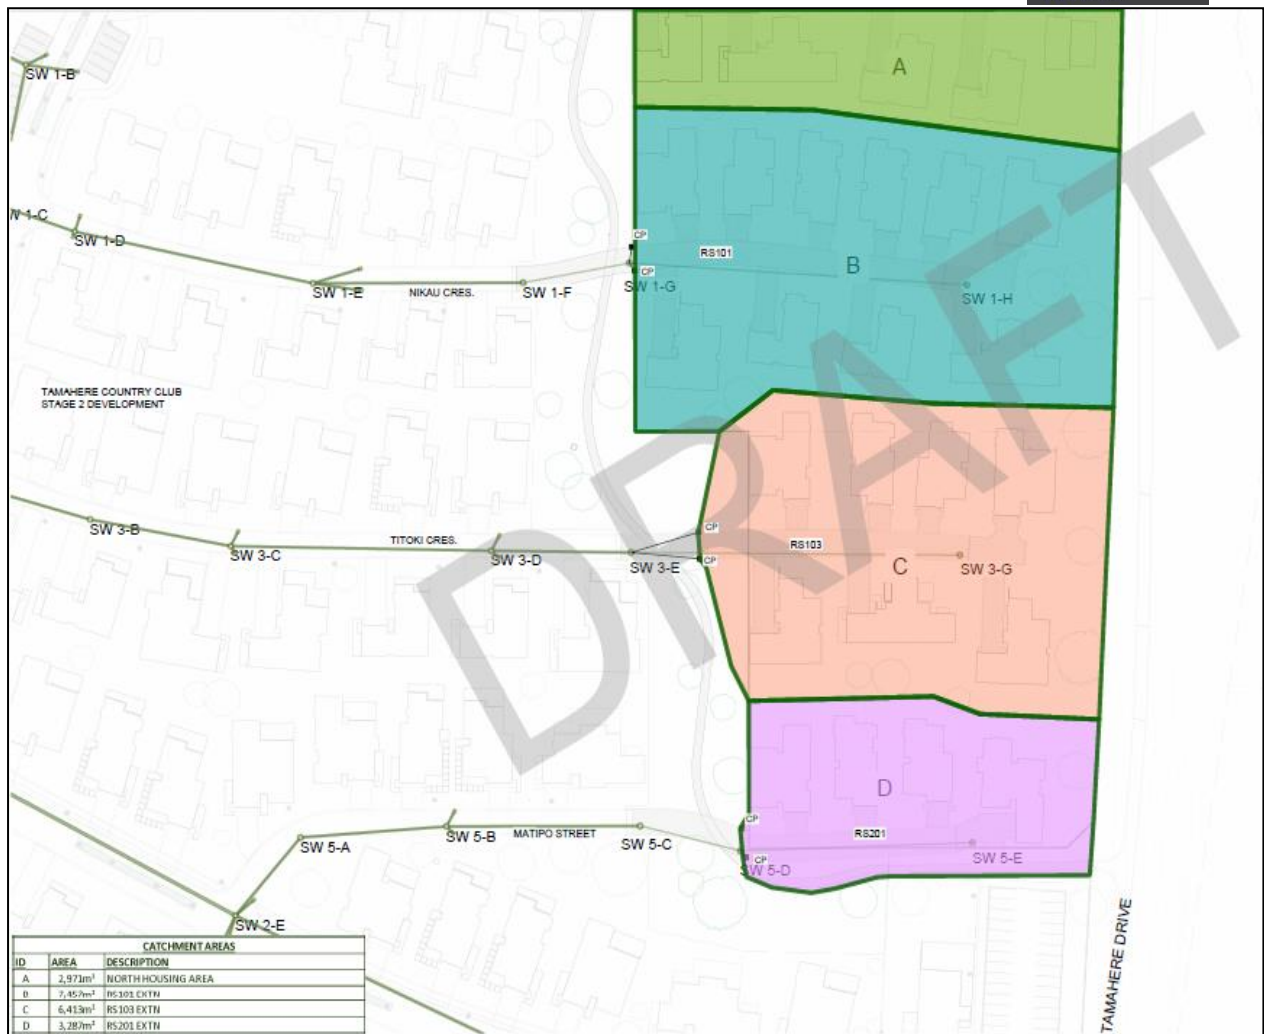 SW 1-B
A
W 1-C
SW 1-D
CP
RS101
B
CP
SW 1-E
NIKAU CRES.
SW 1-F
SW 1-G
SW 1-H
TAMAHERE COUNTRY CLUB
STAGE 2 DEVELOPMENT
DRAFT
SW 3-B
CP
SW 3-C
TITOKI CRES.
SW 3-D
SW 3-E
CP
RS103
C
SW 3-G
D
CP
SW 5-A
SW 5-B
MATIPO STREET
SW 5-C
RS201
CP
SW 5-D
SW 5-E
SW 2-E
TAMAHERE DRIVE
CATCHMENT AREAS
ID AREA DESCRIPTION
A 2,971m² NORTH HOUSING AREA
B 7,457m² RS101 EXTN
C 6,413m² RS103 EXTN
D 3,287m² RS201 EXTN